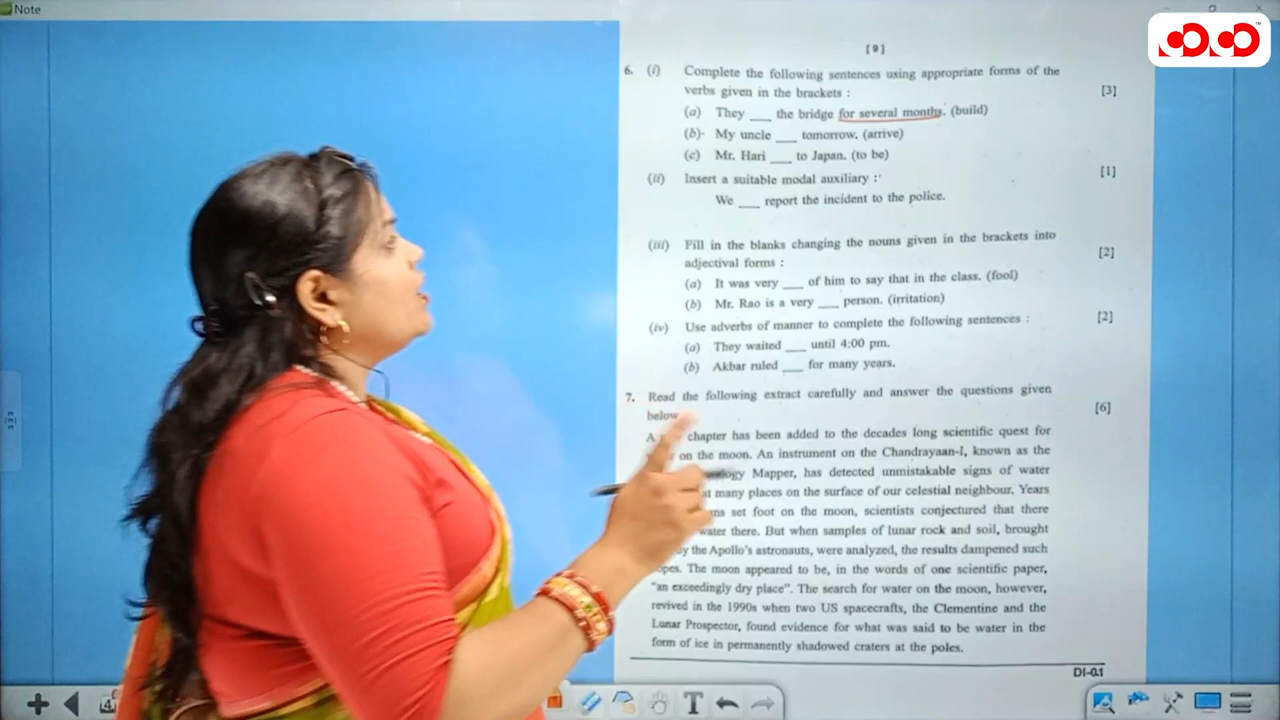 Note
[9]
6. (i) Complete the following sentences using appropriate forms of the
verbs given in the brackets : [3]
(a) They ___ the bridge for several months. (build)
(b) My uncle ___ tomorrow. (arrive)
(c) Mr. Hari ___ to Japan. (to be)
(ii) Insert a suitable modal auxiliary : [1]
We ___ report the incident to the police.
(iii) Fill in the blanks changing the nouns given in the brackets into
adjectival forms : [2]
(a) It was very ___ of him to say that in the class. (fool)
(b) Mr. Rao is a very ___ person. (irritation)
(iv) Use adverbs of manner to complete the following sentences : [2]
(a) They waited ___ until 4:00 pm.
(b) Akbar ruled ___ for many years.
7. Read the following extract carefully and answer the questions given
below [6]
A chapter has been added to the decades long scientific quest for
on the moon. An instrument on the Chandrayaan-I, known as the
Mapper, has detected unmistakable signs of water
many places on the surface of our celestial neighbour. Years
set foot on the moon, scientists conjectured that there
water there. But when samples of lunar rock and soil, brought
by the Apollo's astronauts, were analyzed, the results dampened such
The moon appeared to be, in the words of one scientific paper,
"an exceedingly dry place". The search for water on the moon, however,
revived in the 1990s when two US spacecrafts, the Clementine and the
Lunar Prospector, found evidence for what was said to be water in the
form of ice in permanently shadowed craters at the poles.
DI-0.1